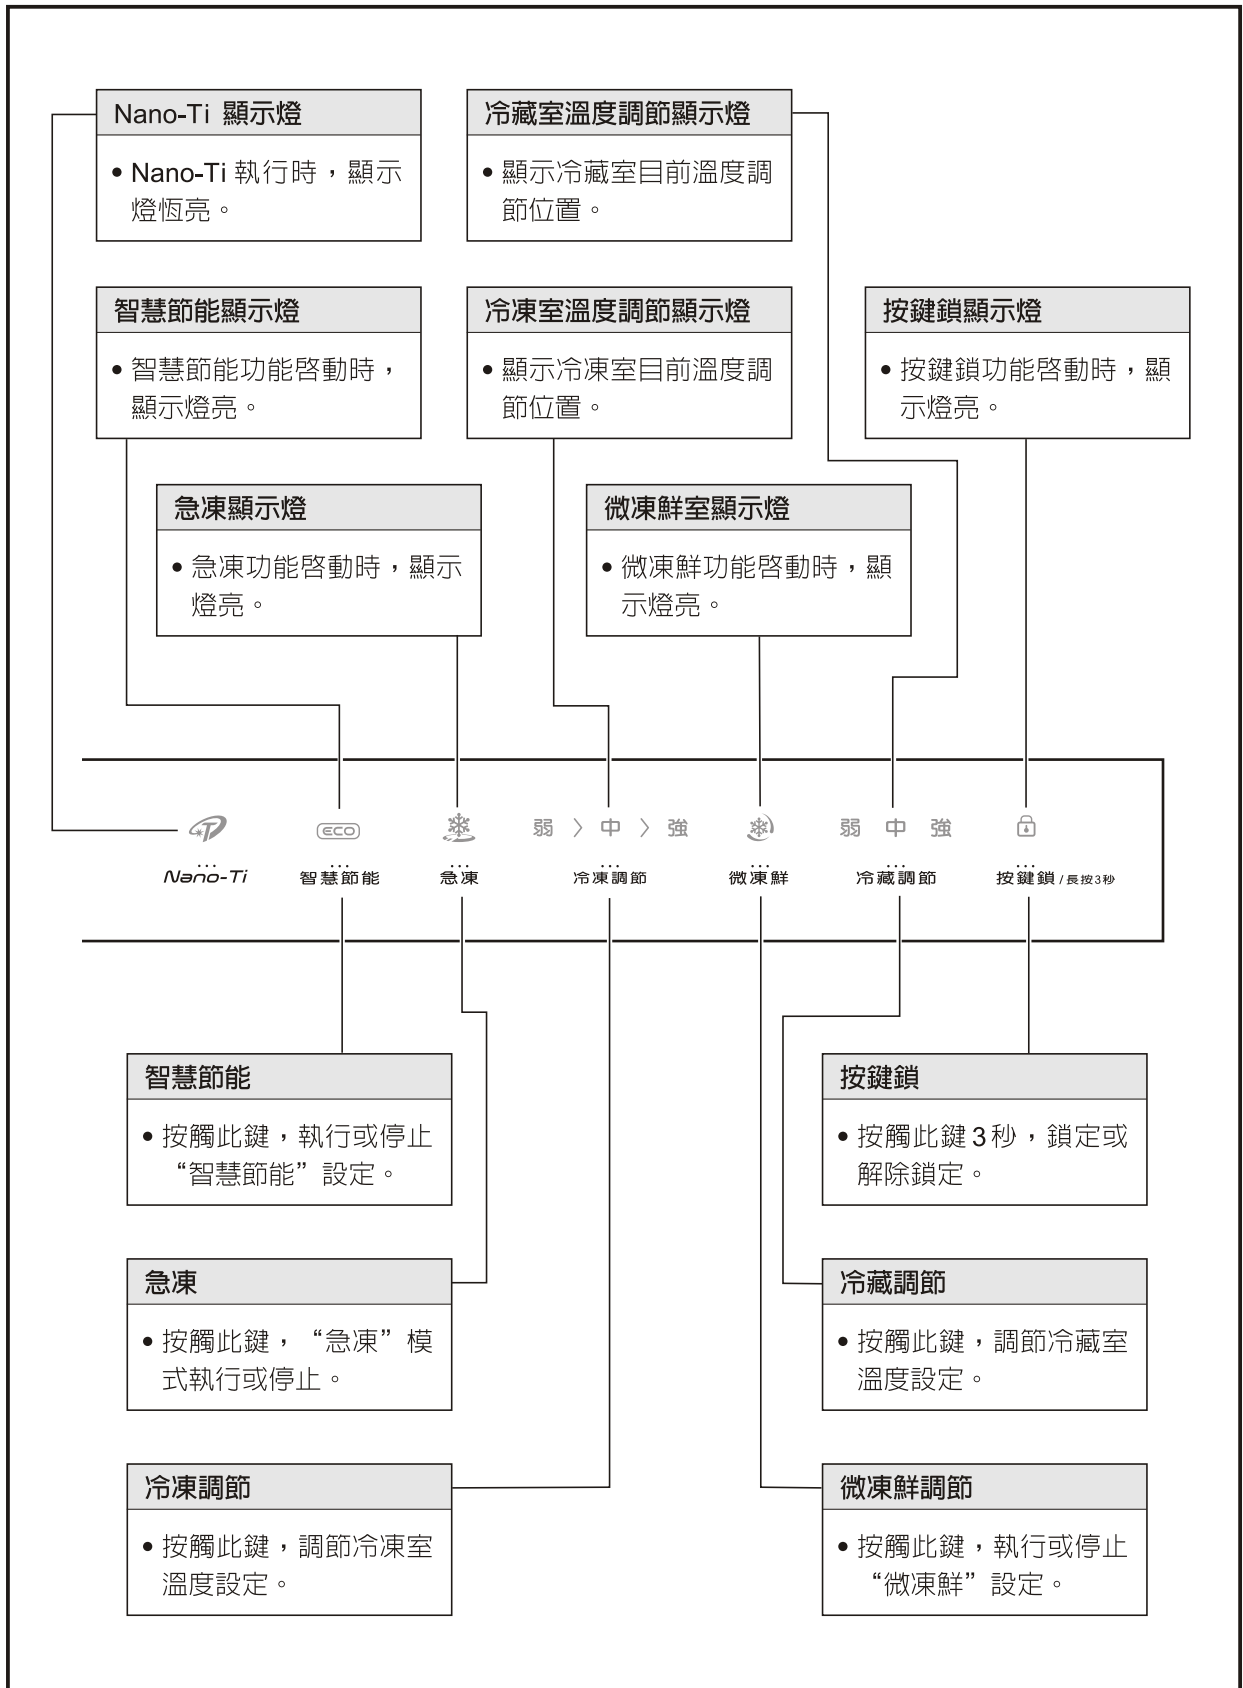 Nano-Ti 顯示燈
• Nano-Ti 執行時，顯示
燈恆亮。
冷藏室溫度調節顯示燈
• 顯示冷藏室目前溫度調
節位置。
智慧節能顯示燈
• 智慧節能功能啓動時，
顯示燈亮。
冷凍室溫度調節顯示燈
• 顯示冷凍室目前溫度調
節位置。
按鍵鎖顯示燈
• 按鍵鎖功能啓動時，顯
示燈亮。
急凍顯示燈
• 急凍功能啓動時，顯示
燈亮。
微凍鮮室顯示燈
• 微凍鮮功能啓動時，顯
示燈亮。
ECO 弱 〉 中 〉 強 弱 中 強
Nano-Ti 智慧節能 急凍 冷凍調節 微凍鮮 冷藏調節 按鍵鎖 / 長按3秒
智慧節能
• 按觸此鍵，執行或停止
“智慧節能”設定。
按鍵鎖
• 按觸此鍵3秒，鎖定或
解除鎖定。
急凍
• 按觸此鍵，“急凍”模
式執行或停止。
冷藏調節
• 按觸此鍵，調節冷藏室
溫度設定。
冷凍調節
• 按觸此鍵，調節冷凍室
溫度設定。
微凍鮮調節
• 按觸此鍵，執行或停止
“微凍鮮”設定。